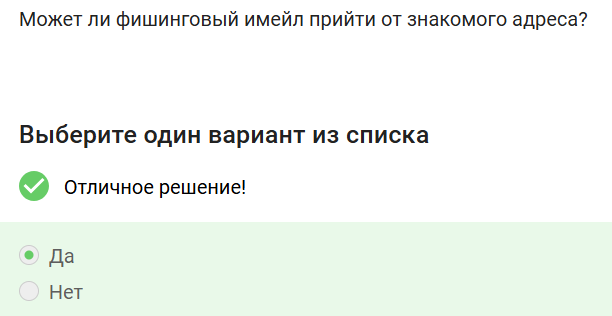 Может ли фишинговый имейл прийти от знакомого адреса?
Выберите один вариант из списка
Отличное решение!
Да
Нет